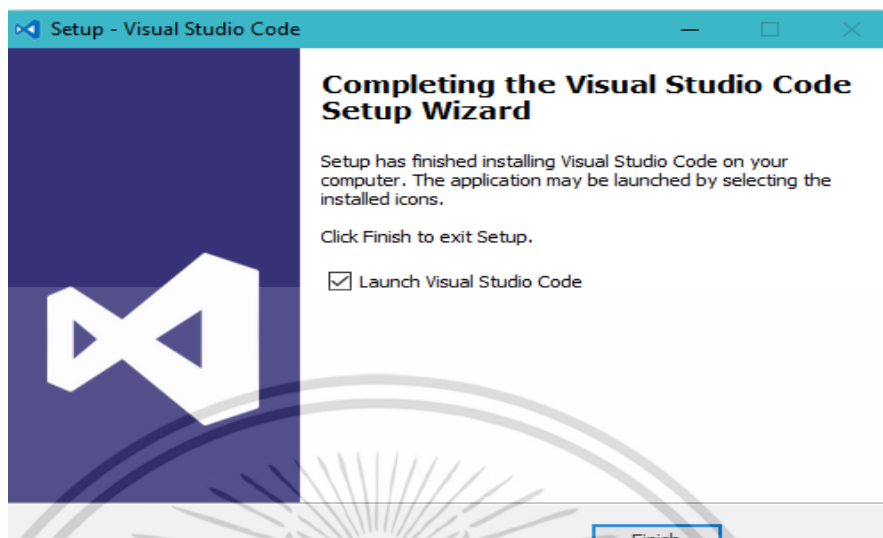 Setup - Visual Studio Code
Completing the Visual Studio Code
Setup Wizard
Setup has finished installing Visual Studio Code on your
computer. The application may be launched by selecting the
installed icons.
Click Finish to exit Setup.
Launch Visual Studio Code
Finish